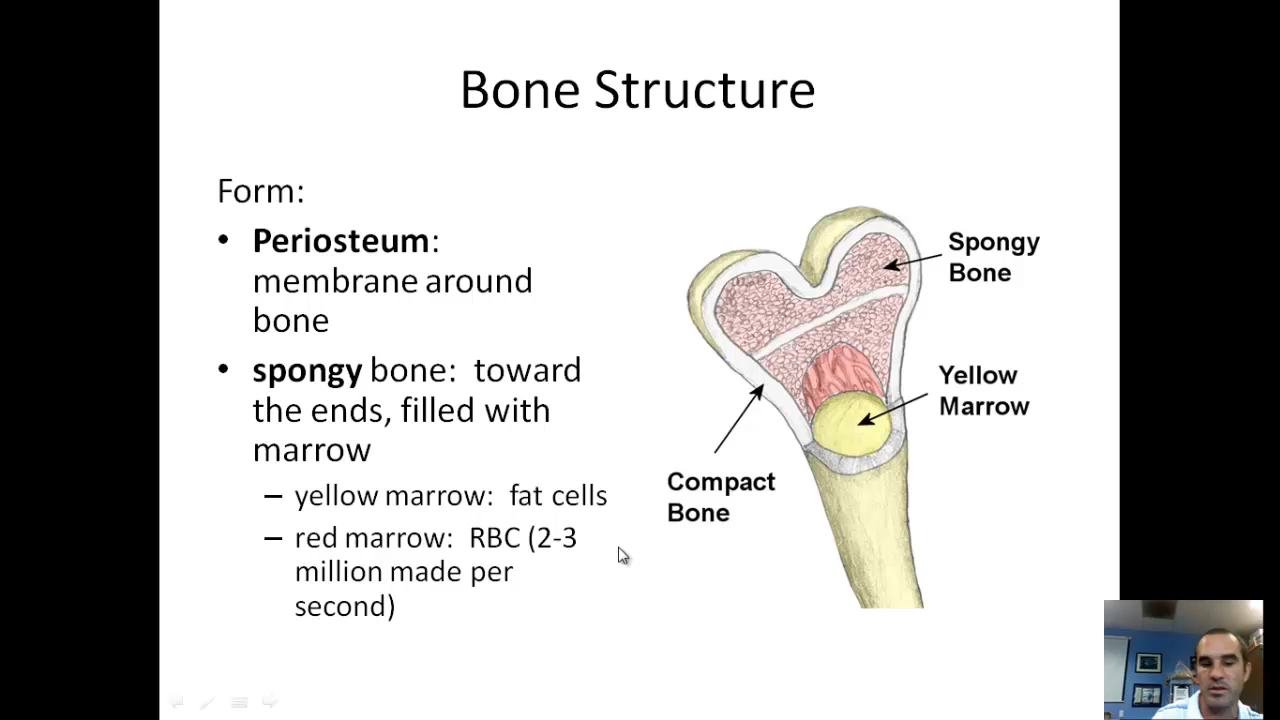 Bone Structure
Form:
• Periosteum:
membrane around
bone
• spongy bone:  toward
the ends, filled with
marrow
– yellow marrow:  fat cells
– red marrow:  RBC (2-3
million made per
second)
Spongy
Bone
Yellow
Marrow
Compact
Bone